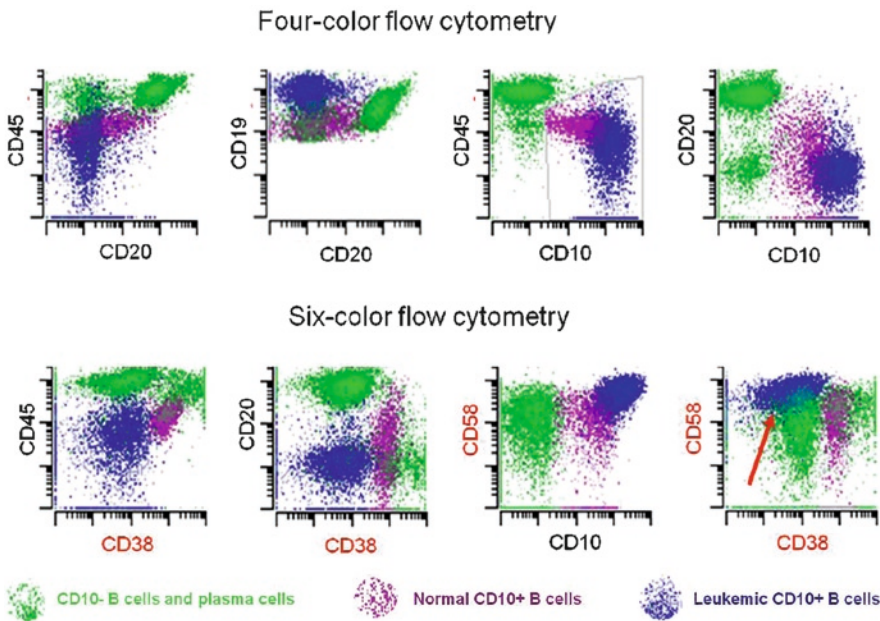 Four-color flow cytometry
CD45
CD20
CD19
CD20
CD45
CD10
CD20
CD10
Six-color flow cytometry
CD45
CD38
CD20
CD38
CD58
CD10
CD58
CD38
CD10- B cells and plasma cells
Normal CD10+ B cells
Leukemic CD10+ B cells